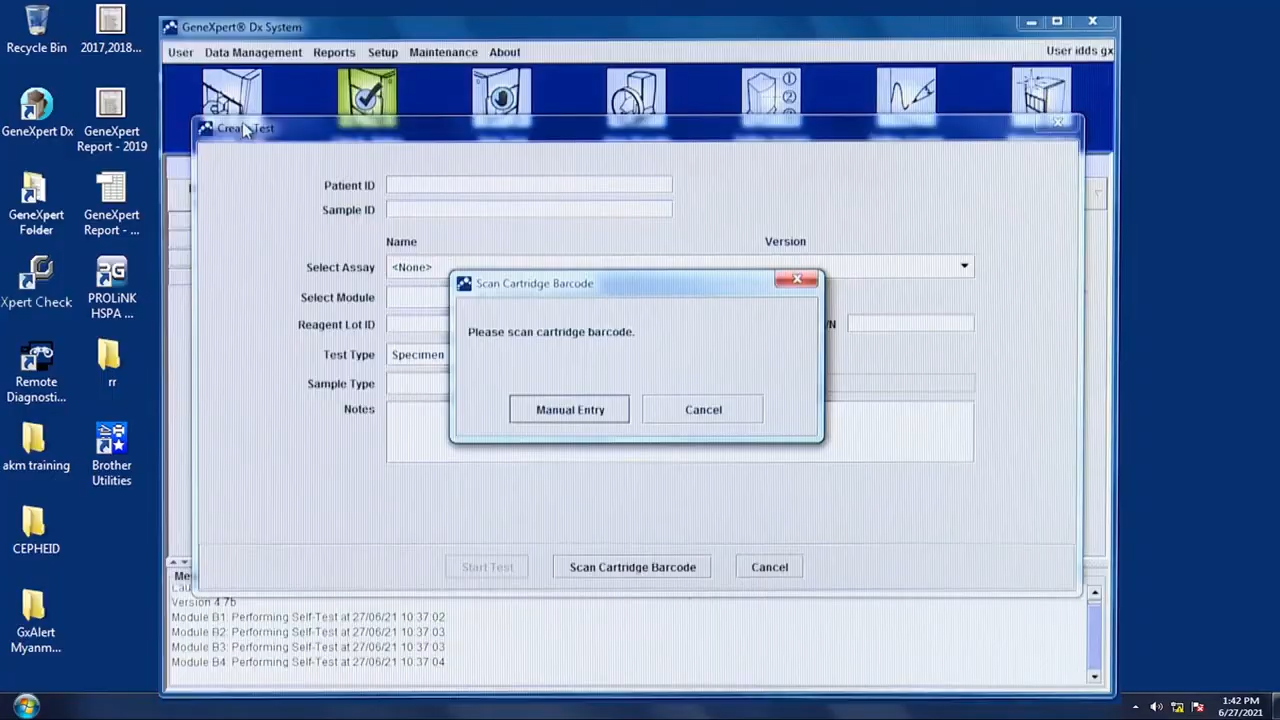 Recycle Bin
2017,2018...
GeneXpert Dx
GeneXpert
Report - 2019
GeneXpert
Folder
GeneXpert
Report - ...
Xpert Check
PROLiNK
HSPA ...
Remote
Diagnosti...
rr
akm training
Brother
Utilities
CEPHEID
GxAlert
Myanm...
GeneXpert® Dx System
User Data Management Reports Setup Maintenance About
User idds gx
Patient ID
Sample ID
Name Version
Select Assay <None>
Select Module
Reagent Lot ID
Test Type Specimen
Sample Type
Notes
Scan Cartridge Barcode
Please scan cartridge barcode.
Manual Entry Cancel
Start Test Scan Cartridge Barcode Cancel
Version 4.7b
Module B1: Performing Self-Test at 27/06/21 10:37:02
Module B2: Performing Self-Test at 27/06/21 10:37:03
Module B3: Performing Self-Test at 27/06/21 10:37:03
Module B4: Performing Self-Test at 27/06/21 10:37:04
1:42 PM
6/27/2021